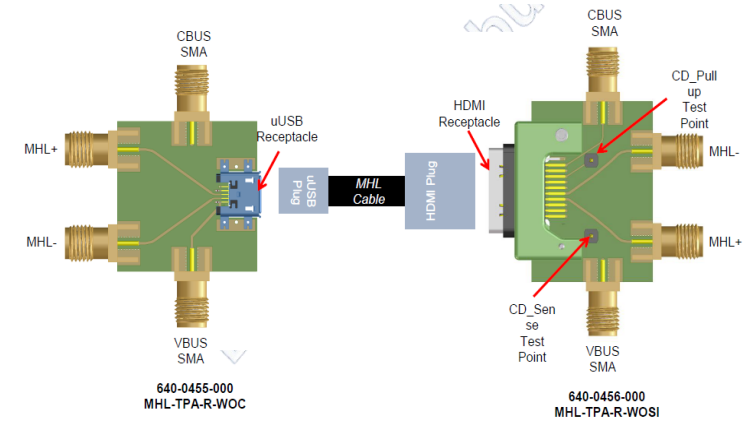 CBUS
SMA
uUSB
Receptacle
MHL+
MHL-
VBUS
SMA
640-0455-000
MHL-TPA-R-WOC
uUSB
Plug
MHL
Cable
HDMI Plug
HDMI
Receptacle
CBUS
SMA
CD_Pull
up
Test
Point
MHL-
MHL+
CD_Sen
se
Test
Point
VBUS
SMA
640-0456-000
MHL-TPA-R-WOSI